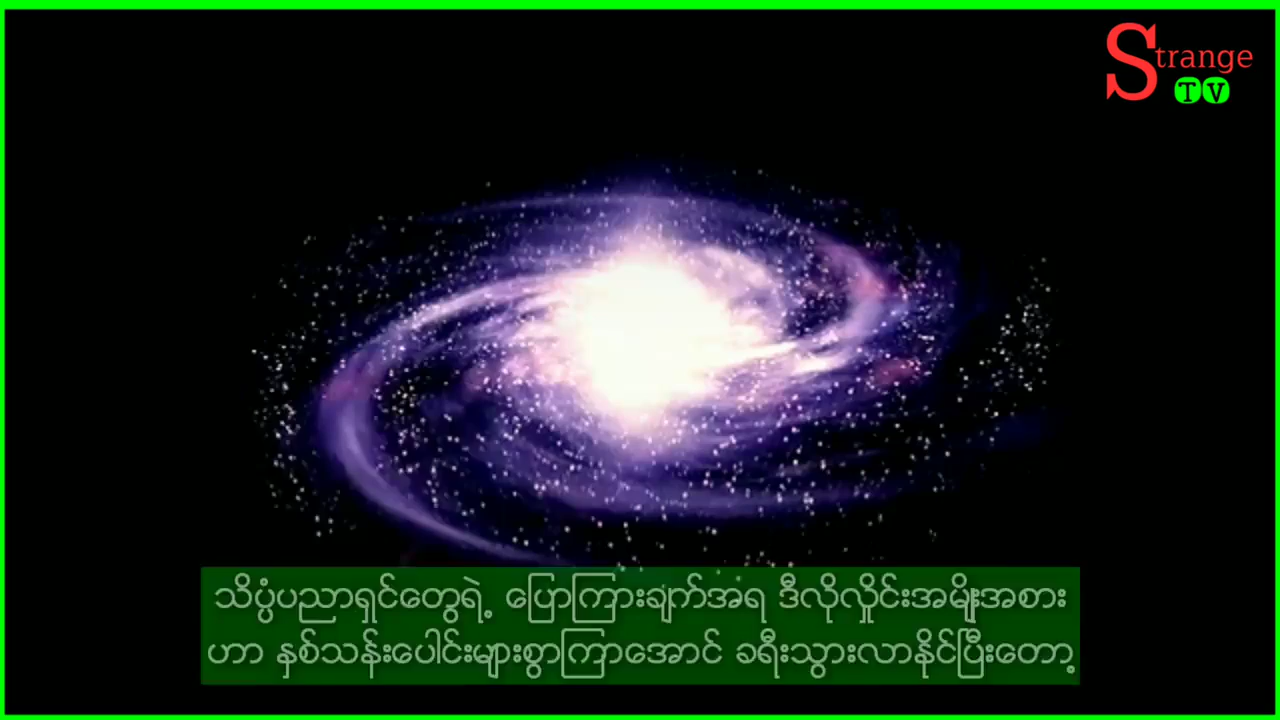 Strange
TV
သိပ္ပံပညာရှင်တွေရဲ့ ပြောကြားချက်အရ ဒီလိုလှိုင်းအမျိုးအစား
ဟာ နှစ်သန်းပေါင်းများစွာကြာအောင် ခရီးသွားလာနိုင်ပြီးတော့